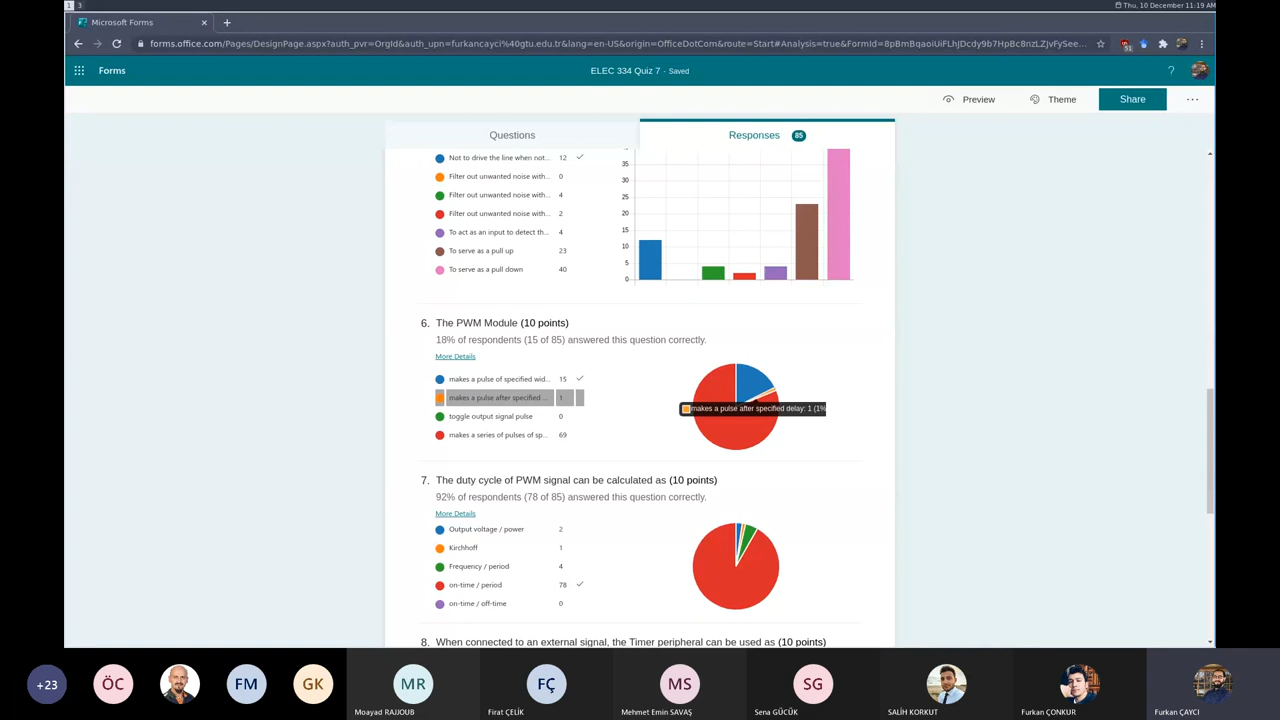 1 3
Thu, 10 December 11:19 AM
Microsoft Forms
forms.office.com/Pages/DesignPage.aspx?auth_pvr=OrgId&auth_upn=furkancayci%40gtu.edu.tr&lang=en-US&origin=OfficeDotCom&route=Start#Analysis=true&FormId=
Forms
ELEC 334 Quiz 7 - Saved
?
Preview
Theme
Share
Questions
Responses 85
Not to drive the line when not... 12
Filter out unwanted noise with... 0
Filter out unwanted noise with... 4
Filter out unwanted noise with... 2
To act as an input to detect th... 4
To serve as a pull up 23
To serve as a pull down 40
35
30
25
20
15
10
5
0
6. The PWM Module (10 points)
18% of respondents (15 of 85) answered this question correctly.
More Details
makes a pulse of specified wid... 15
makes a pulse after specified ... 1
toggle output signal pulse 0
makes a series of pulses of sp... 69
makes a pulse after specified delay: 1 (1%
7. The duty cycle of PWM signal can be calculated as (10 points)
92% of respondents (78 of 85) answered this question correctly.
More Details
Output voltage / power 2
Kirchhoff 1
Frequency / period 4
on-time / period 78
on-time / off-time 0
8. When connected to an external signal, the Timer peripheral can be used as (10 points)
+23
ÖC
FM
GK
MR
FÇ
MS
SG
Moayad RAJJOUB
Firat ÇELİK
Mehmet Emin SAVAŞ
Sena GÜCÜK
SALİH KORKUT
Furkan ÇONKUR
Furkan ÇAYCI